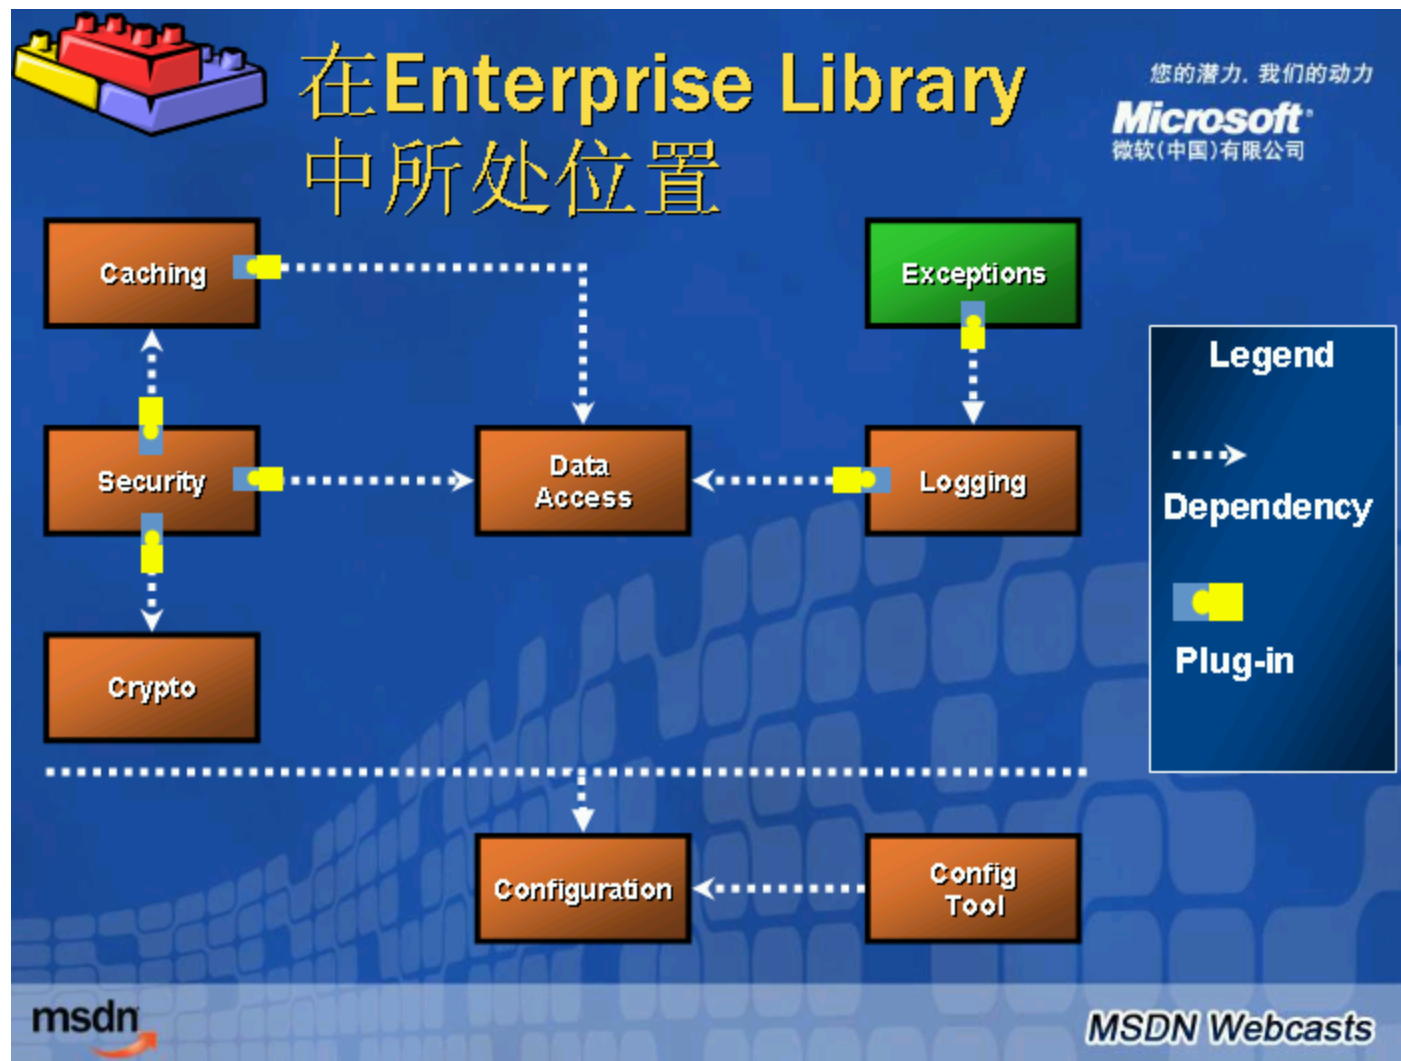 在Enterprise Library
中所处位置
您的潜力. 我们的动力
Microsoft
微软(中国)有限公司
Caching
Exceptions
Legend
Security
Data
Access
Logging
Dependency
Plug-in
Crypto
Configuration
Config
Tool
msdn
MSDN Webcasts